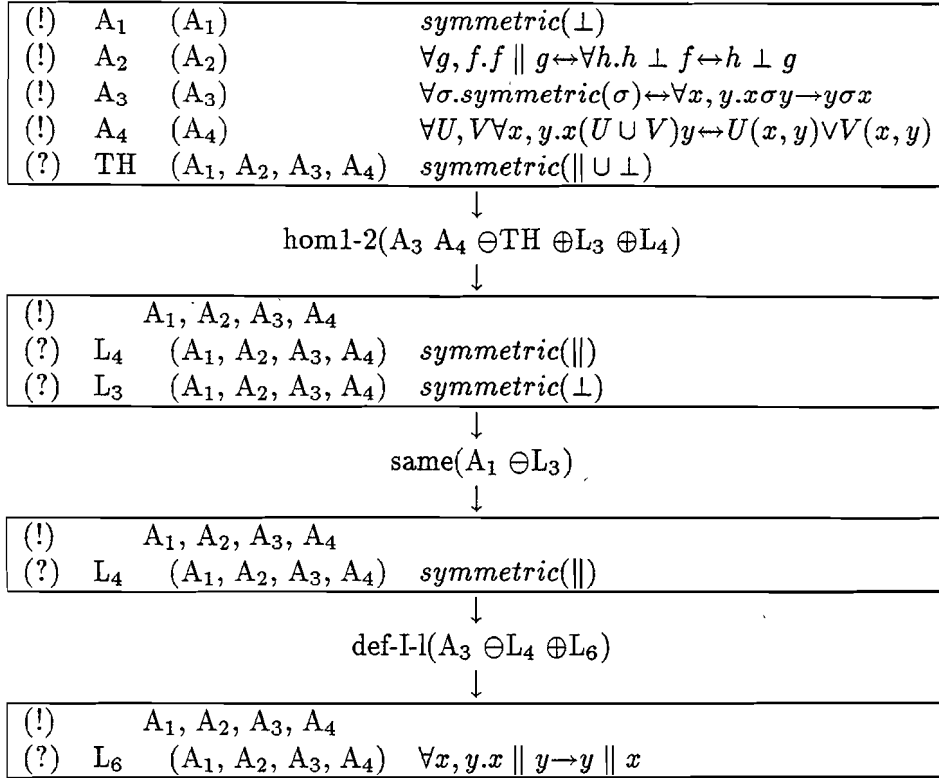 (!) A₁ (A₁) symmetric(⊥)
(!) A₂ (A₂) ∀g, f.f ∥ g↔∀h.h ⊥ f↔h ⊥ g
(!) A₃ (A₃) ∀σ.symmetric(σ)↔∀x, y.xσy→yσx
(!) A₄ (A₄) ∀U, V∀x, y.x(U ∪ V)y↔U(x, y)∨V(x, y)
(?) TH (A₁, A₂, A₃, A₄) symmetric(∥ ∪ ⊥)
↓
hom1-2(A₃ A₄ ⊖TH ⊕L₃ ⊕L₄)
↓
(!) A₁, A₂, A₃, A₄
(?) L₄ (A₁, A₂, A₃, A₄) symmetric(∥)
(?) L₃ (A₁, A₂, A₃, A₄) symmetric(⊥)
↓
same(A₁ ⊖L₃)
↓
(!) A₁, A₂, A₃, A₄
(?) L₄ (A₁, A₂, A₃, A₄) symmetric(∥)
↓
def-I-l(A₃ ⊖L₄ ⊕L₆)
↓
(!) A₁, A₂, A₃, A₄
(?) L₆ (A₁, A₂, A₃, A₄) ∀x, y.x ∥ y→y ∥ x